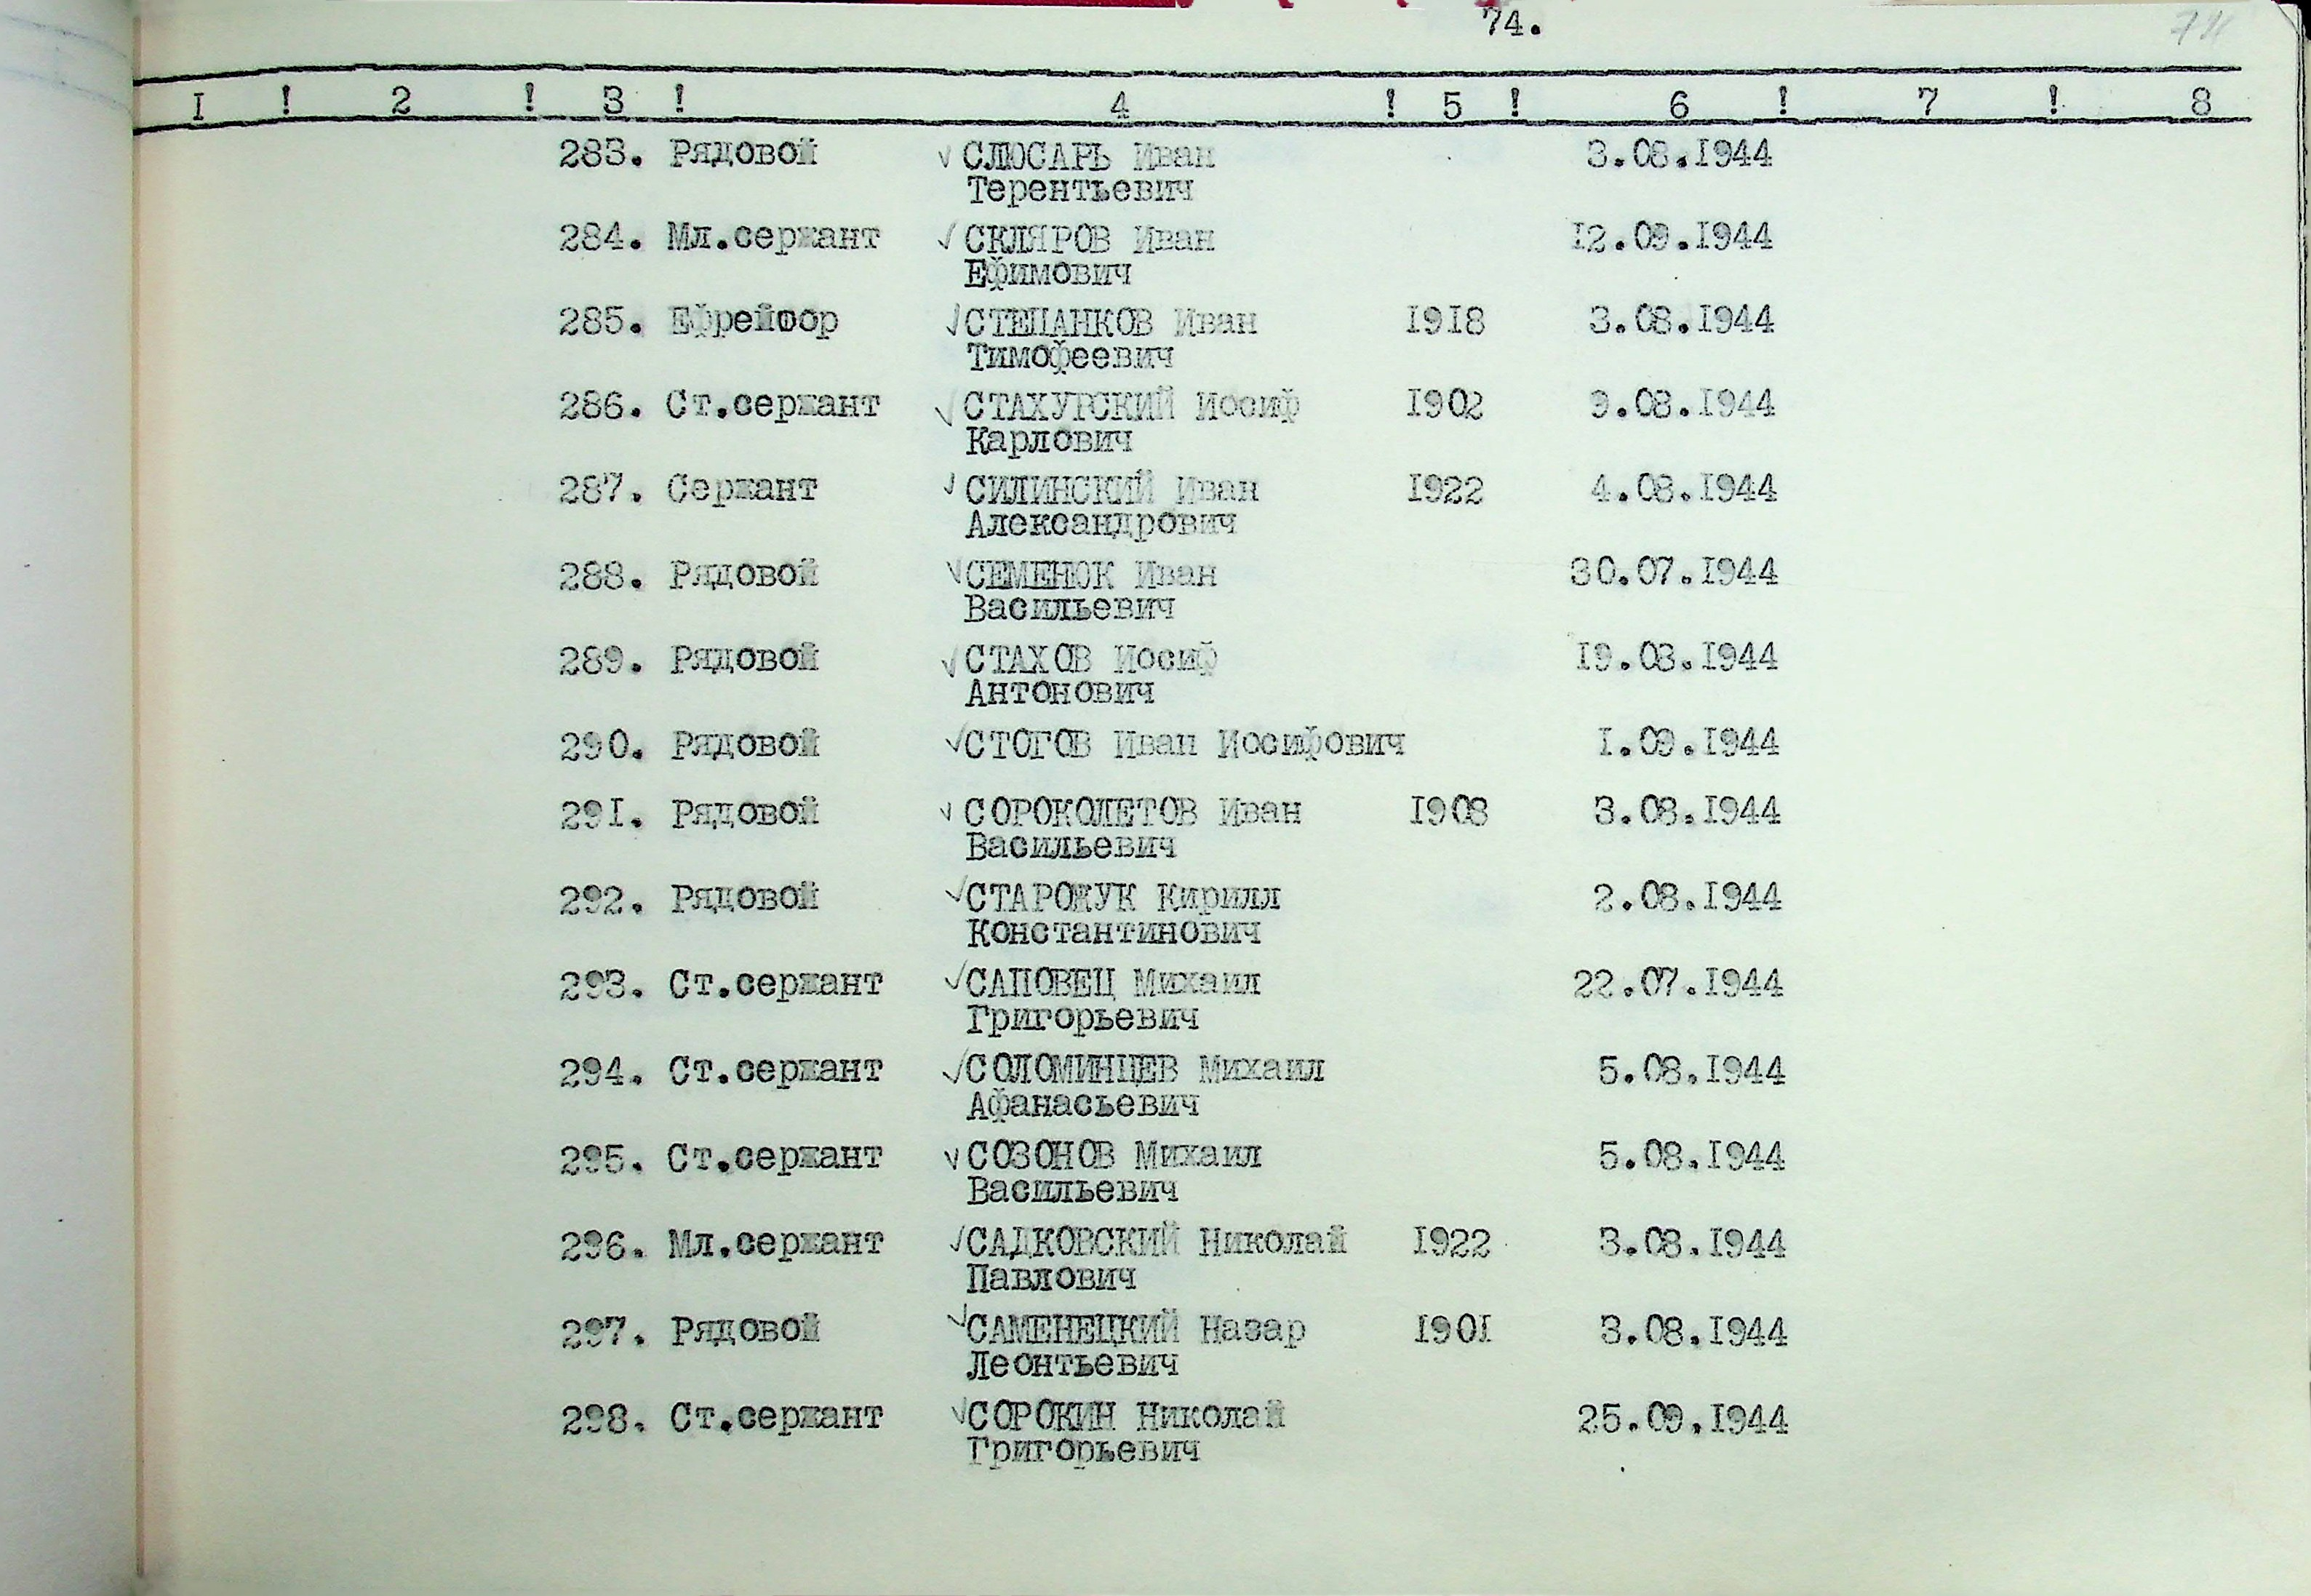 74.
74
I ! 2 ! 3 ! 4 ! 5 ! 6 ! 7 ! 8
283. Рядовой СЛЮСАРЬ Иван 3.08.1944
Терентьевич
284. Мл.сержант СКЛЯРОВ Иван 12.09.1944
Ефимович
285. Ефрейтор СТЕПАНКОВ Иван 1918 3.08.1944
Тимофеевич
286. Ст.сержант СТАХУРСКИЙ Иосиф 1902 9.08.1944
Карлович
287. Сержант СИЛИНСКИЙ Иван 1922 4.08.1944
Александрович
288. Рядовой СЕМЕНЮК Иван 30.07.1944
Васильевич
289. Рядовой СТАХОВ Иосиф 19.08.1944
Антонович
290. Рядовой СТОГОВ Иван Иосифович 1.09.1944
291. Рядовой СОРОКОЛЕТОВ Иван 1908 3.08.1944
Васильевич
292. Рядовой СТАРОЖУК Кирилл 2.08.1944
Константинович
293. Ст.сержант САПОВЕЦ Михаил 22.07.1944
Григорьевич
294. Ст.сержант СОЛОМИНЦЕВ Михаил 5.08.1944
Афанасьевич
295. Ст.сержант СОЗОНОВ Михаил 5.08.1944
Васильевич
296. Мл.сержант САДКОВСКИЙ Николай 1922 3.08.1944
Павлович
297. Рядовой САМЕНЕЦКИЙ Назар 1901 3.08.1944
Леонтьевич
298. Ст.сержант СОРОКИН Николай 25.09.1944
Григорьевич